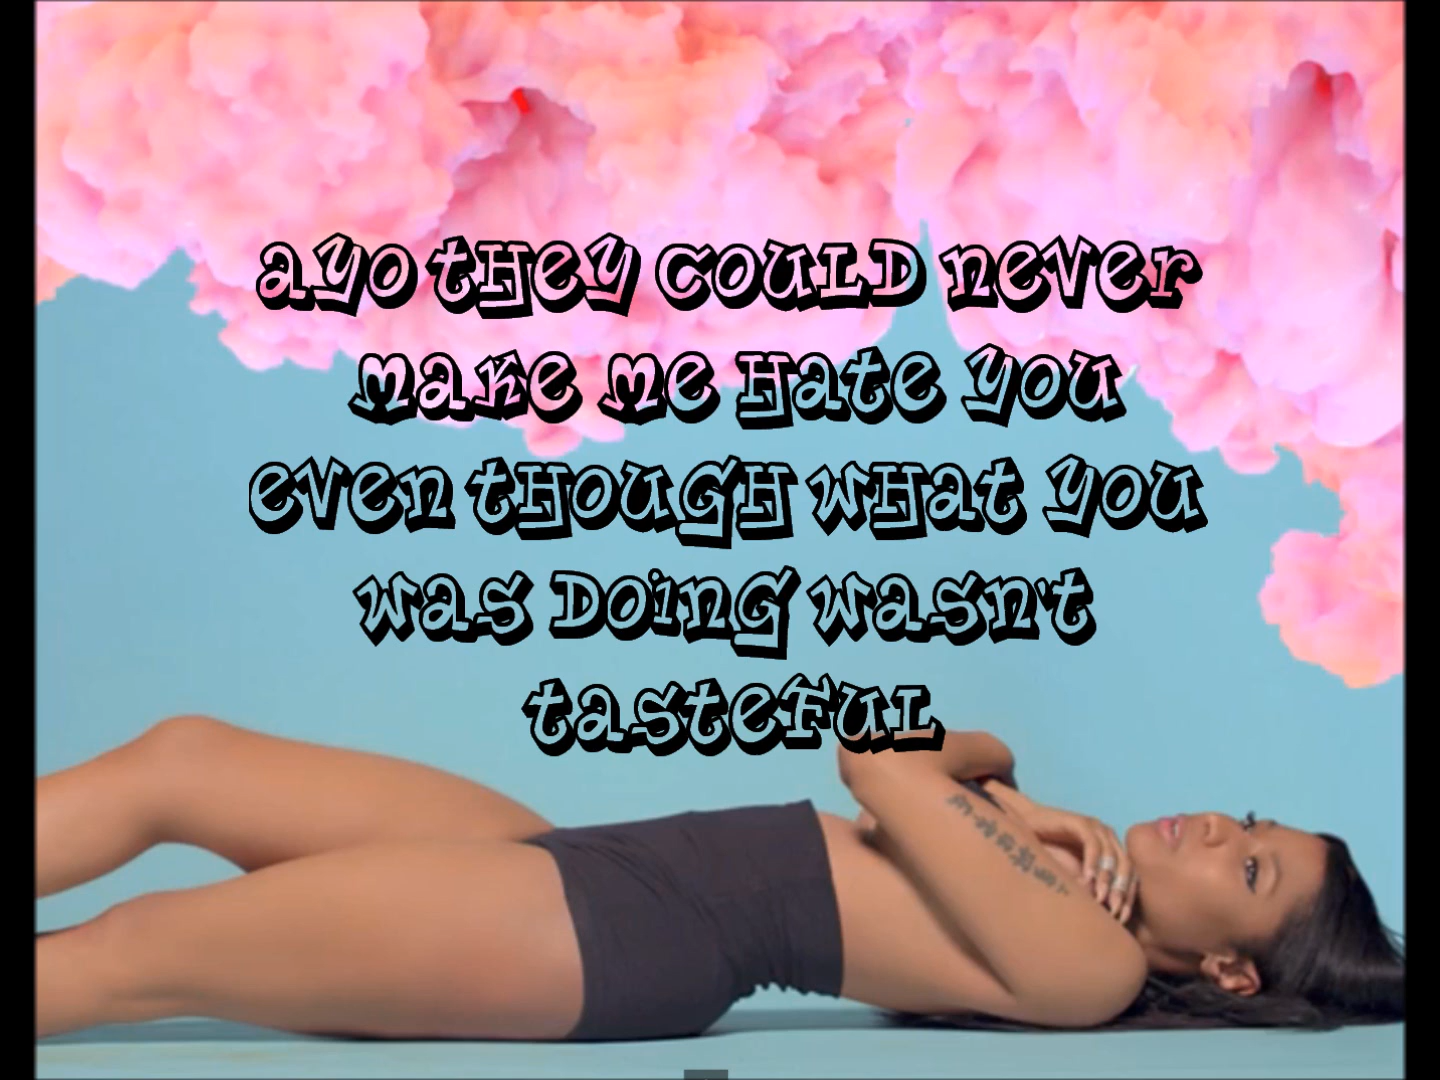 ayo they could never
make me hate you
even though what you
was doing wasn't
tasteful